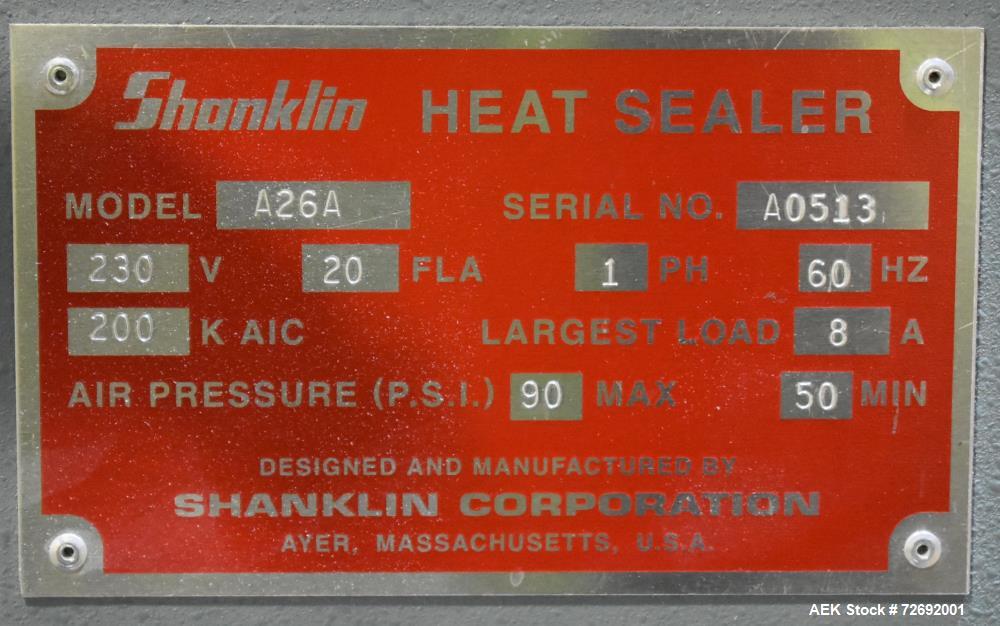 Shanklin HEAT SEALER
MODEL A26A SERIAL NO. A0513
230 V 20 FLA 1 PH 60 HZ
200 K AIC LARGEST LOAD 8 A
AIR PRESSURE (P.S.I.) 90 MAX 50 MIN
DESIGNED AND MANUFACTURED BY
SHANKLIN CORPORATION
AYER, MASSACHUSETTS, U.S.A.
AEK Stock # 72692001